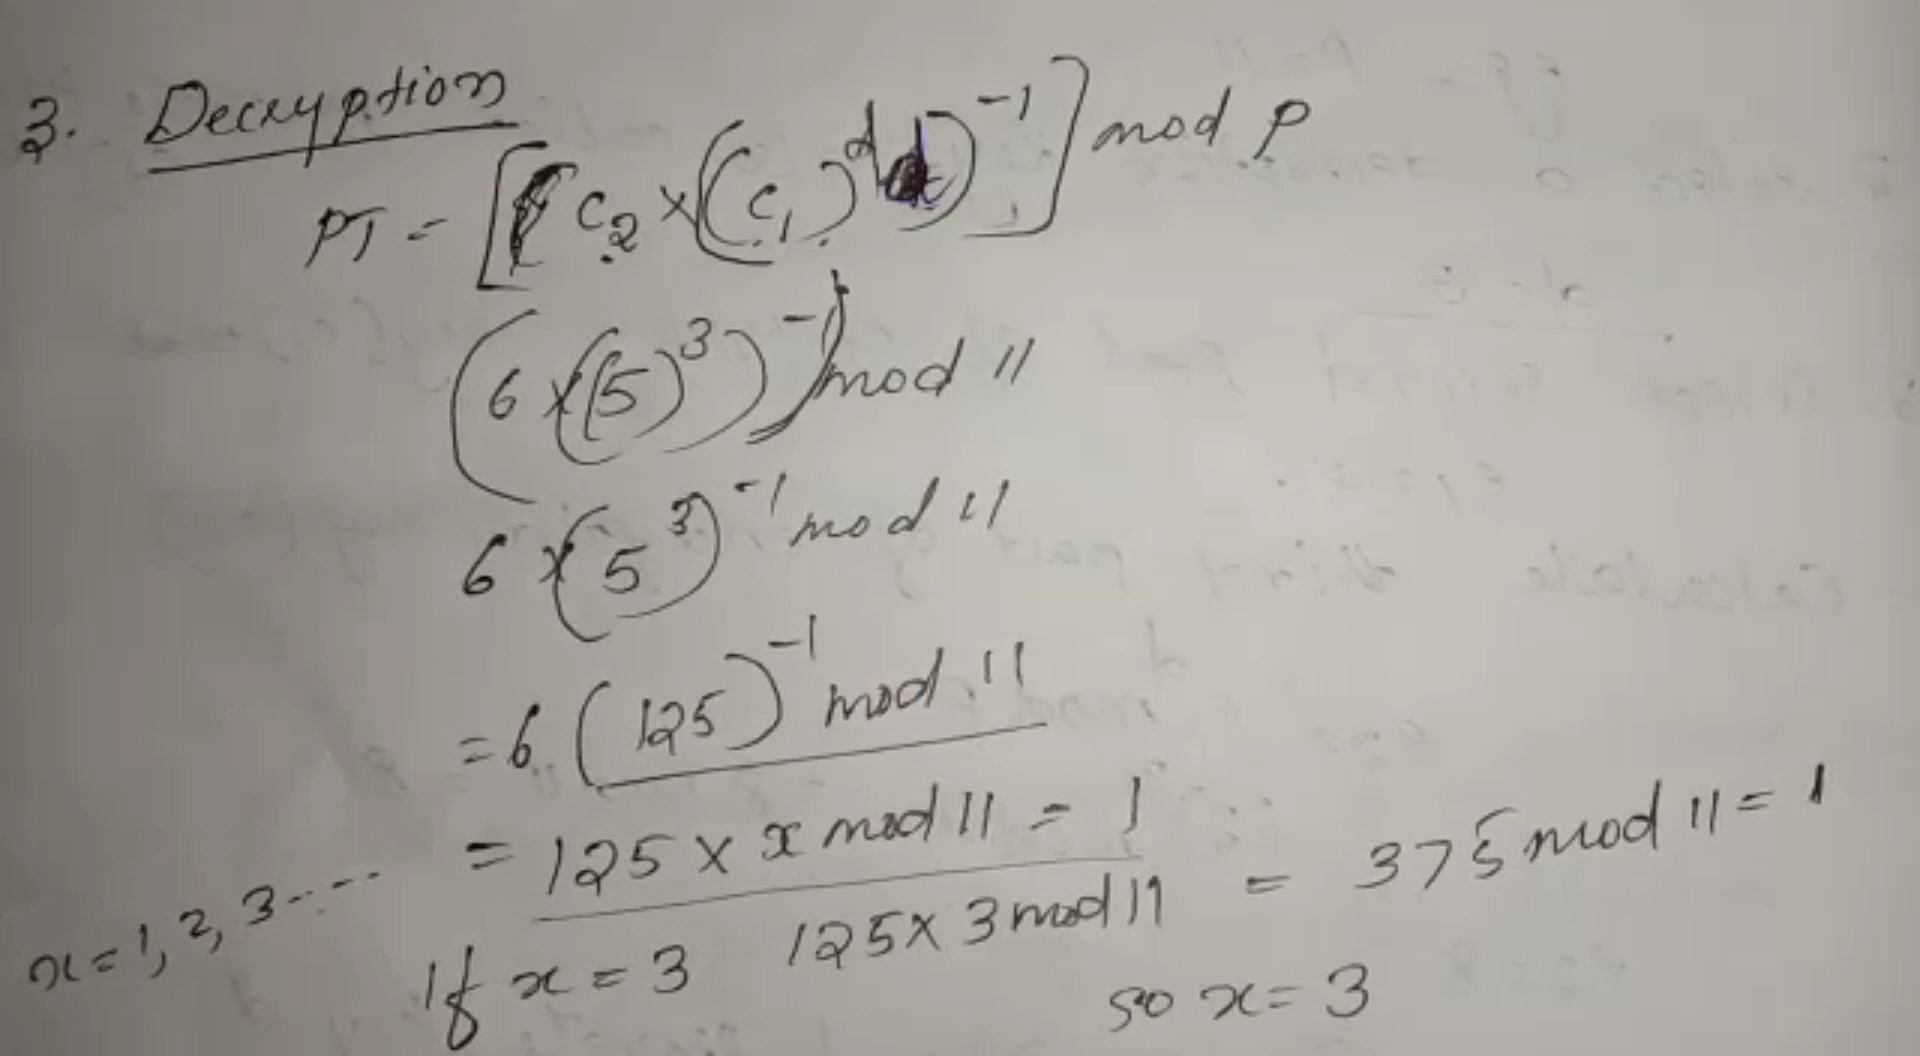 3. Decryption
PT = [C₂ × ((C₁)^d)⁻¹] mod p
(6 × ((5)³)⁻¹) mod 11
6 × (5³)⁻¹ mod 11
= 6 (125)⁻¹ mod 11
= 125 × x mod 11 = 1
x = 1, 2, 3....
If x = 3 125 × 3 mod 11 = 375 mod 11 = 1
so x = 3